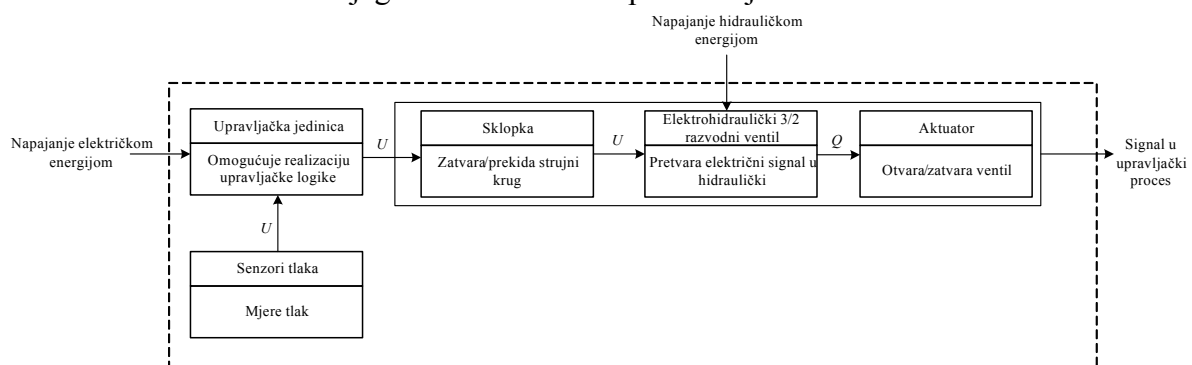 Napajanje hidrauličkom
energijom
Napajanje električkom
energijom
Upravljačka jedinica
Omogućuje realizaciju
upravljačke logike
U
Sklopka
Zatvara/prekida strujni
krug
U
Elektrohidraulički 3/2
razvodni ventil
Pretvara električni signal u
hidraulički
Q
Aktuator
Otvara/zatvara ventil
Signal u
upravljački
proces
U
Senzori tlaka
Mjere tlak